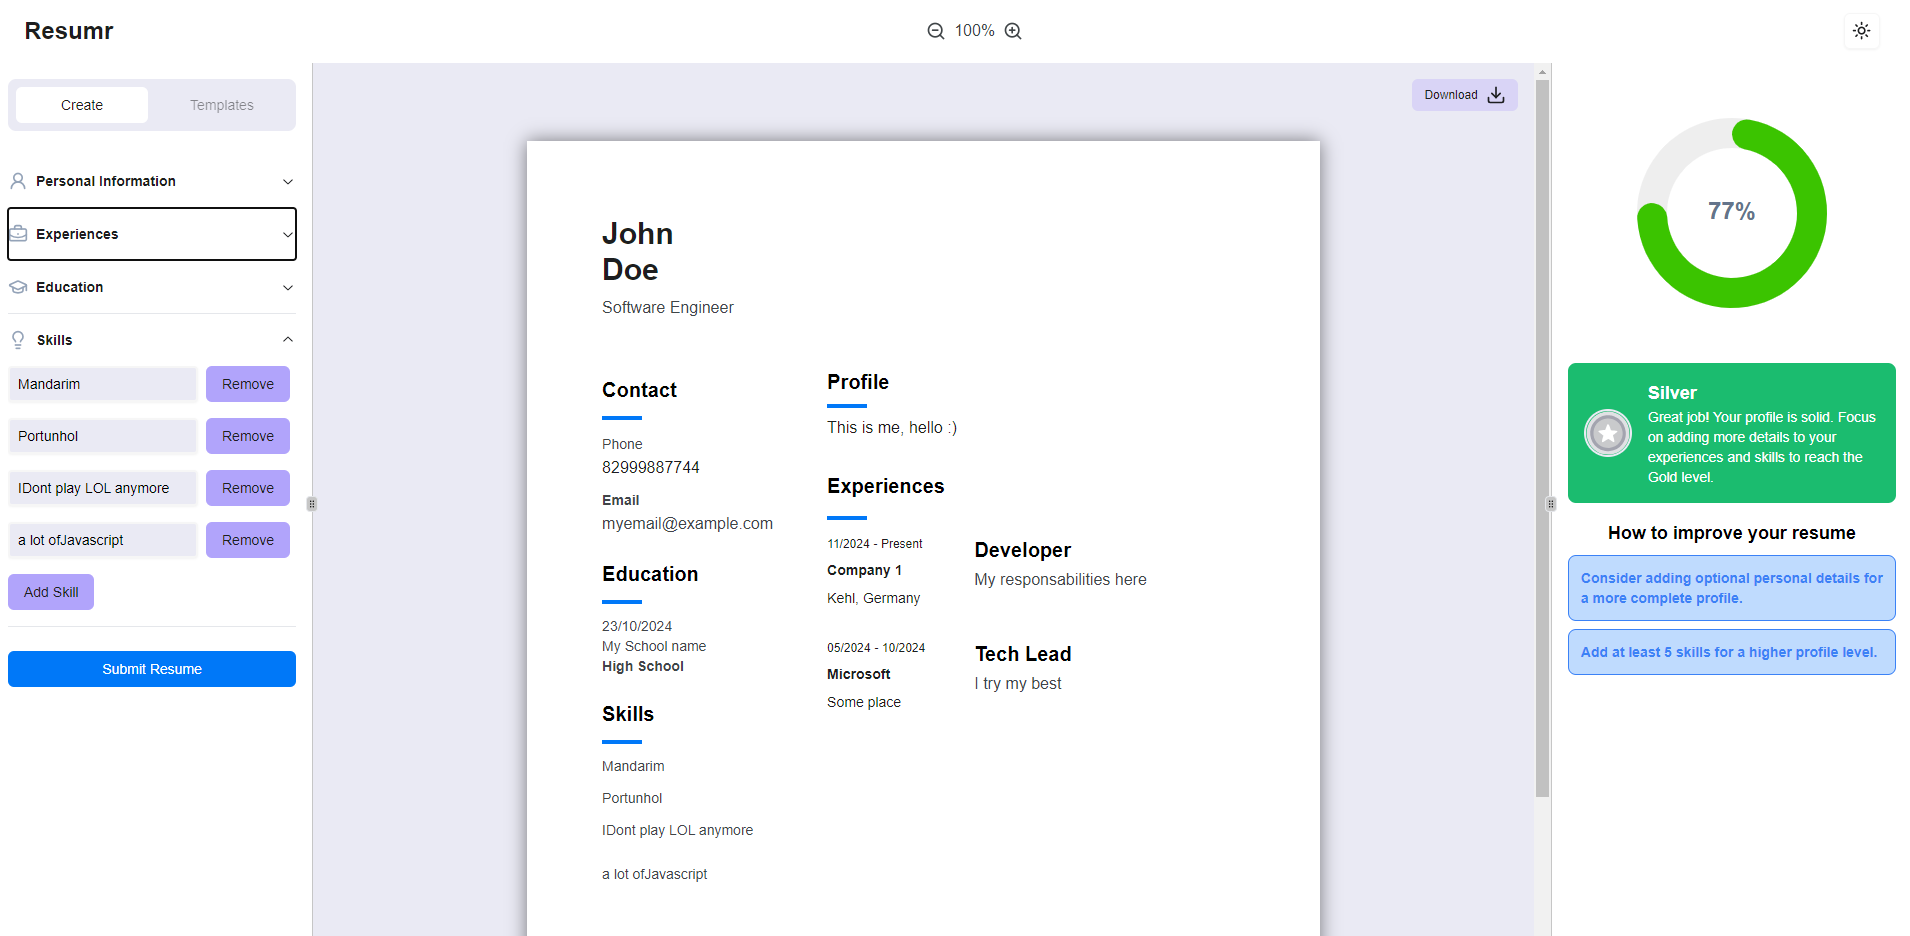 Resumr
100%
Create
Templates
Personal Information
Experiences
Education
Skills
Mandarim
Remove
Portunhol
Remove
IDont play LOL anymore
Remove
a lot ofJavascript
Remove
Add Skill
Submit Resume
Download
John
Doe
Software Engineer
Contact
Phone
82999887744
Email
myemail@example.com
Education
23/10/2024
My School name
High School
Skills
Mandarim
Portunhol
IDont play LOL anymore
a lot ofJavascript
Profile
This is me, hello :)
Experiences
11/2024 - Present
Company 1
Kehl, Germany
Developer
My responsabilities here
05/2024 - 10/2024
Microsoft
Some place
Tech Lead
I try my best
77%
Silver
Great job! Your profile is solid. Focus
on adding more details to your
experiences and skills to reach the
Gold level.
How to improve your resume
Consider adding optional personal details for
a more complete profile.
Add at least 5 skills for a higher profile level.